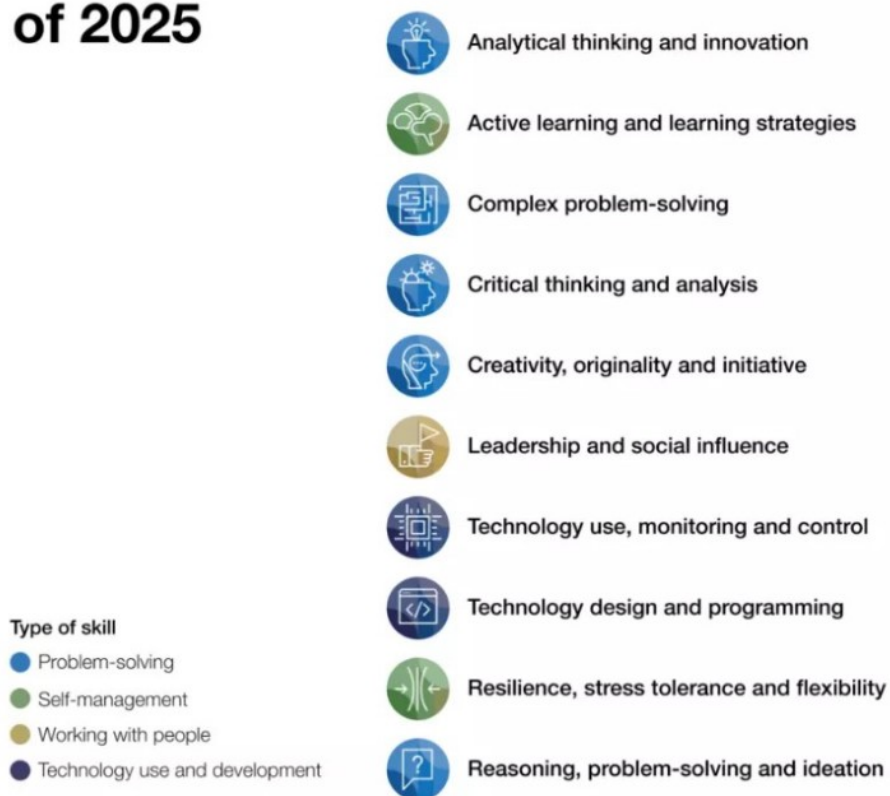 of 2025
Analytical thinking and innovation
Active learning and learning strategies
Complex problem-solving
Critical thinking and analysis
Creativity, originality and initiative
Leadership and social influence
Technology use, monitoring and control
Technology design and programming
Resilience, stress tolerance and flexibility
Reasoning, problem-solving and ideation
Type of skill
Problem-solving
Self-management
Working with people
Technology use and development